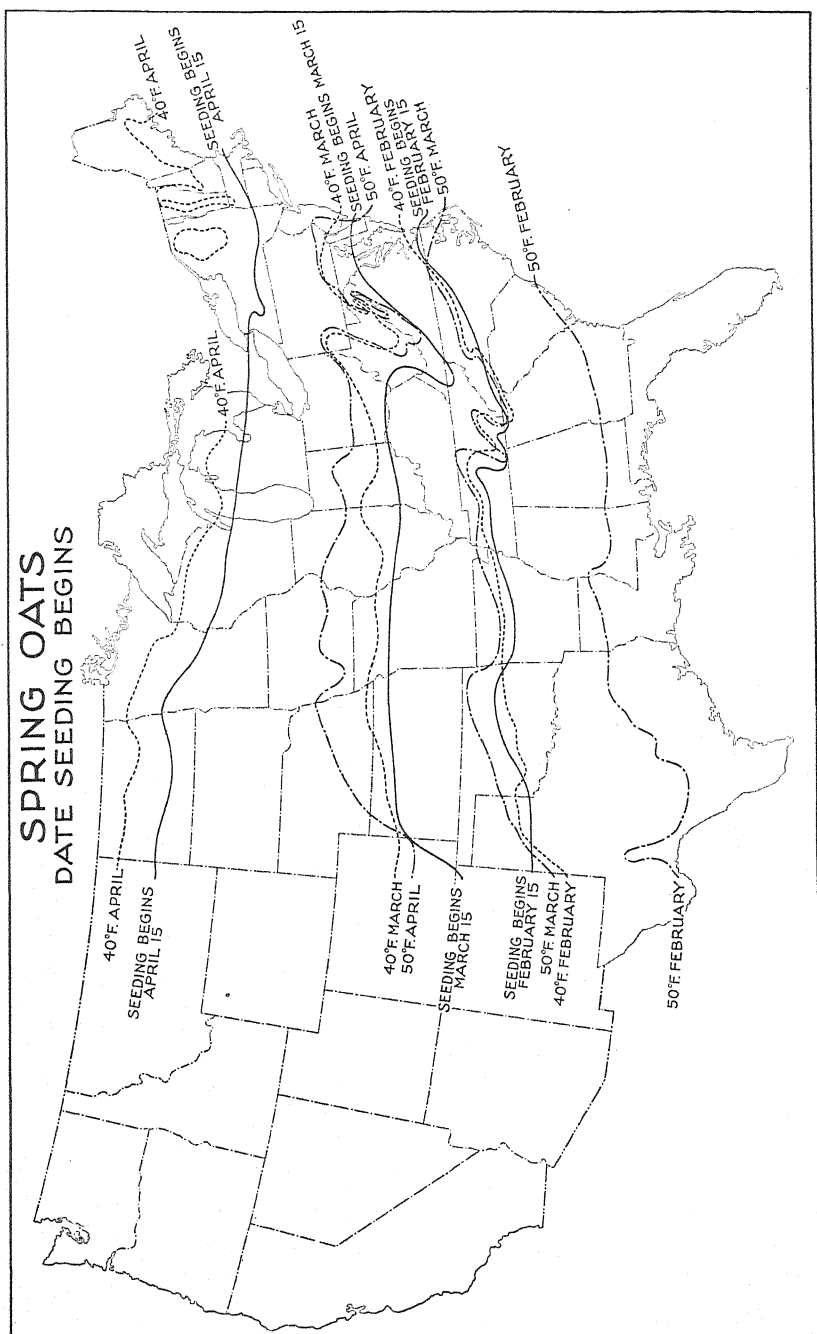 SPRING OATS
DATE SEEDING BEGINS
40°F. APRIL
SEEDING BEGINS
APRIL 15
40°F. MARCH
50°F. APRIL
SEEDING BEGINS
MARCH 15
SEEDING BEGINS
FEBRUARY 15
50°F. MARCH
40°F. FEBRUARY
50°F. FEBRUARY
40°F. APRIL
40°F. APRIL
SEEDING BEGINS
APRIL 15
40°F. MARCH
SEEDING BEGINS MARCH 15
50°F. APRIL
40°F. FEBRUARY
SEEDING BEGINS
FEBRUARY 15
50°F. MARCH
50°F. FEBRUARY